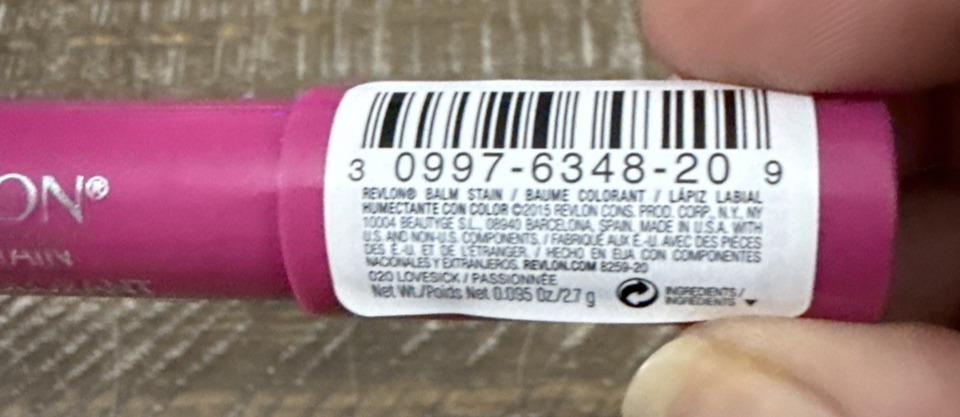 ON®
TAIN
3 0997-6348-20 9
REVLON® BALM STAIN / BAUME COLORANT / LÁPIZ LABIAL
HUMECTANTE CON COLOR ©2015 REVLON CONS. PROD. CORP., N.Y., NY
10004 BEAUTYGE S.L., 08940 BARCELONA, SPAIN. MADE IN U.S.A. WITH
U.S. AND NON-U.S. COMPONENTS. / FABRIQUÉ AUX É.-U. AVEC DES PIÈCES
DES É.-U. ET DE L'ÉTRANGER. / HECHO EN EUA CON COMPONENTES
NACIONALES Y EXTRANJEROS. REVLON.COM 8259-20
020 LOVESICK / PASSIONNÉE
Net Wt./Poids Net 0.095 Oz/2.7 g
INGREDIENTS /
INGRÉDIENTS